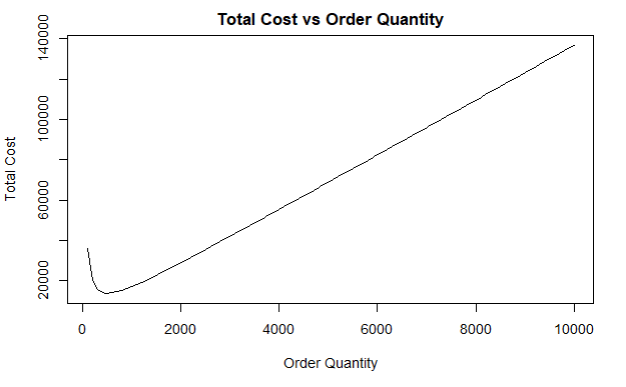 Total Cost vs Order Quantity
Total Cost
140000
100000
60000
20000
0 2000 4000 6000 8000 10000
Order Quantity